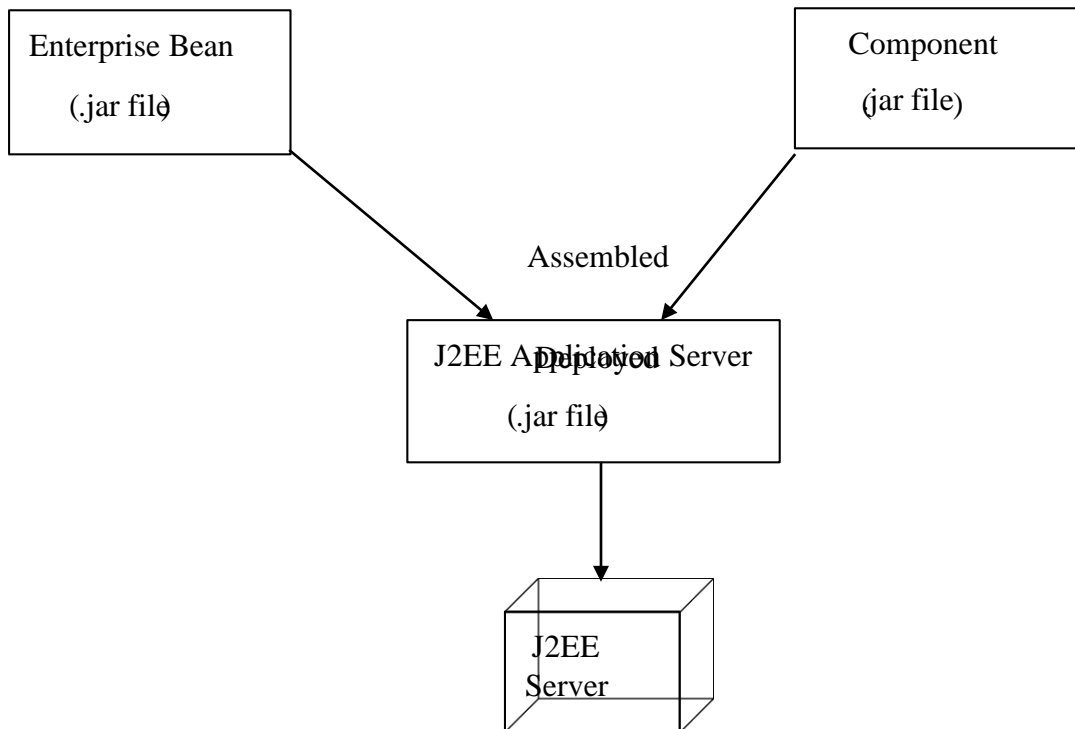 Enterprise Bean
(.jar file)
Component
(.jar file)
Assembled
J2EE Application Server
Deployed
(.jar file)
J2EE
Server